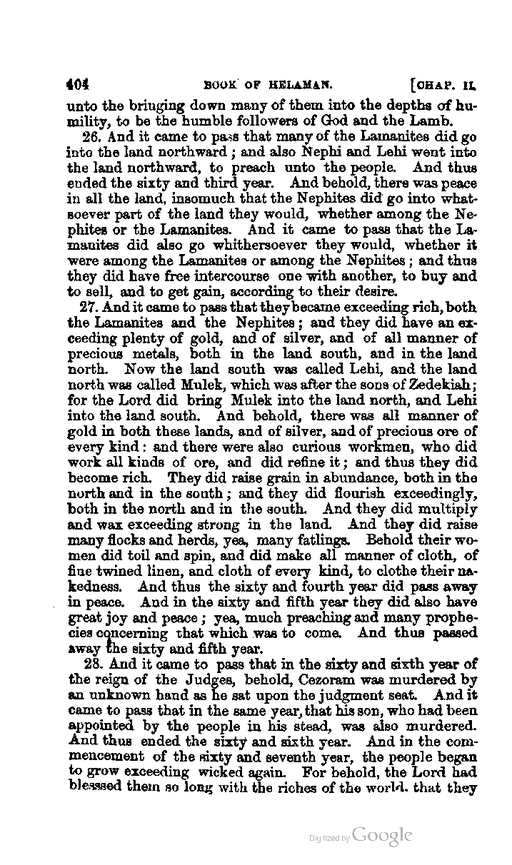 404 BOOK OF HELAMAN. [CHAP. II.
unto the bringing down many of them into the depths of hu-
mility, to be the humble followers of God and the Lamb.
26. And it came to pass that many of the Lamanites did go
into the land northward; and also Nephi and Lehi went into
the land northward, to preach unto the people. And thus
ended the sixty and third year. And behold, there was peace
in all the land, insomuch that the Nephites did go into what-
soever part of the land they would, whether among the Ne-
phites or the Lamanites. And it came to pass that the La-
manites did also go whithersoever they would, whether it
were among the Lamanites or among the Nephites; and thus
they did have free intercourse one with another, to buy and
to sell, and to get gain, according to their desire.
27. And it came to pass that they became exceeding rich, both
the Lamanites and the Nephites; and they did have an ex-
ceeding plenty of gold, and of silver, and of all manner of
precious metals, both in the land south, and in the land
north. Now the land south was called Lehi, and the land
north was called Mulek, which was after the sons of Zedekiah;
for the Lord did bring Mulek into the land north, and Lehi
into the land south. And behold, there was all manner of
gold in both these lands, and of silver, and of precious ore of
every kind: and there were also curious workmen, who did
work all kinds of ore, and did refine it; and thus they did
become rich. They did raise grain in abundance, both in the
north and in the south; and they did flourish exceedingly,
both in the north and in the south. And they did multiply
and wax exceeding strong in the land. And they did raise
many flocks and herds, yea, many fatlings. Behold their wo-
men did toil and spin, and did make all manner of cloth, of
fine twined linen, and cloth of every kind, to clothe their na-
kedness. And thus the sixty and fourth year did pass away
in peace. And in the sixty and fifth year they did also have
great joy and peace; yea, much preaching and many prophe-
cies concerning that which was to come. And thus passed
away the sixty and fifth year.
28. And it came to pass that in the sixty and sixth year of
the reign of the Judges, behold, Cezoram was murdered by
an unknown hand as he sat upon the judgment seat. And it
came to pass that in the same year, that his son, who had been
appointed by the people in his stead, was also murdered.
And thus ended the sixty and sixth year. And in the com-
mencement of the sixty and seventh year, the people began
to grow exceeding wicked again. For behold, the Lord had
blesssed them so long with the riches of the world, that they
Digitized by Google